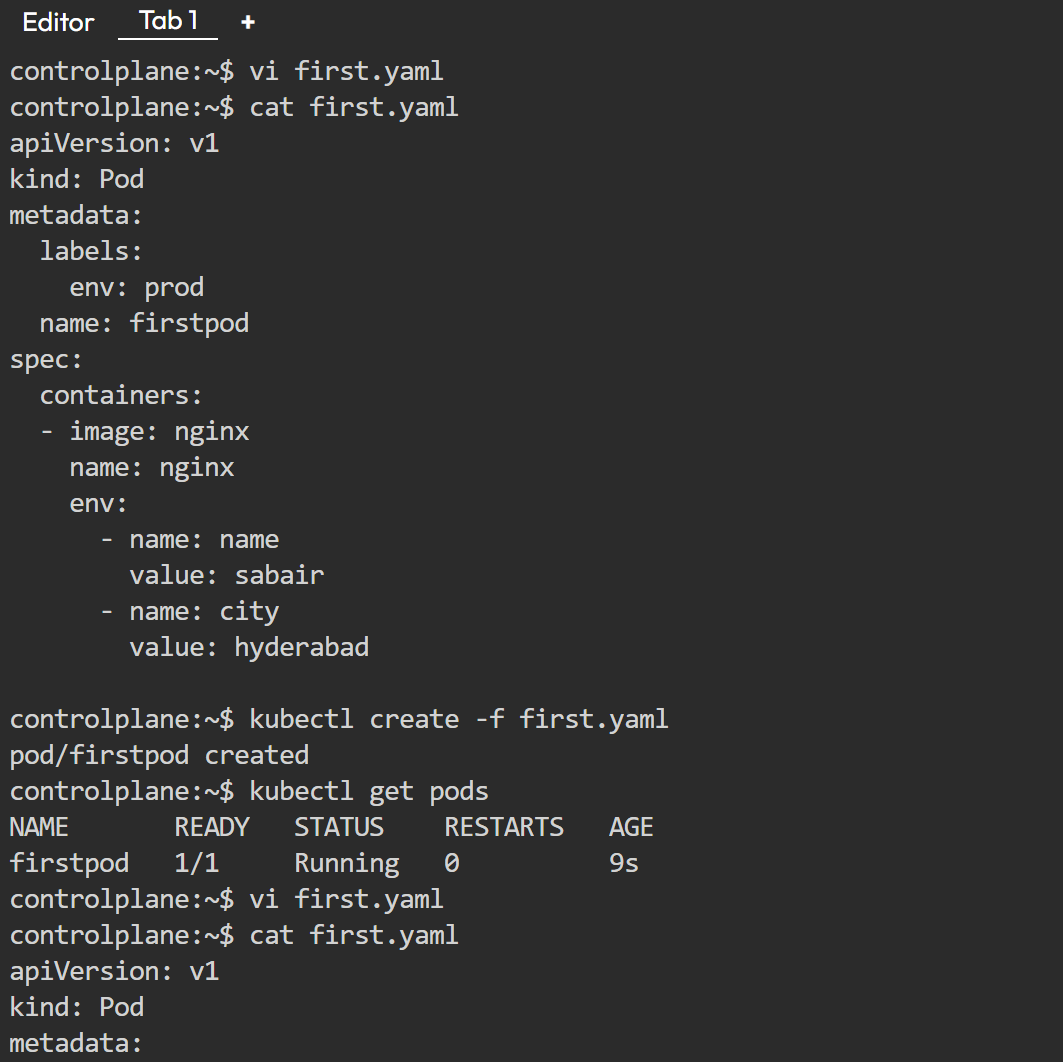 Editor Tab 1 +
controlplane:~$ vi first.yaml
controlplane:~$ cat first.yaml
apiVersion: v1
kind: Pod
metadata:
  labels:
    env: prod
  name: firstpod
spec:
  containers:
  - image: nginx
    name: nginx
    env:
      - name: name
        value: sabair
      - name: city
        value: hyderabad

controlplane:~$ kubectl create -f first.yaml
pod/firstpod created
controlplane:~$ kubectl get pods
NAME       READY   STATUS    RESTARTS   AGE
firstpod   1/1     Running   0          9s
controlplane:~$ vi first.yaml
controlplane:~$ cat first.yaml
apiVersion: v1
kind: Pod
metadata: